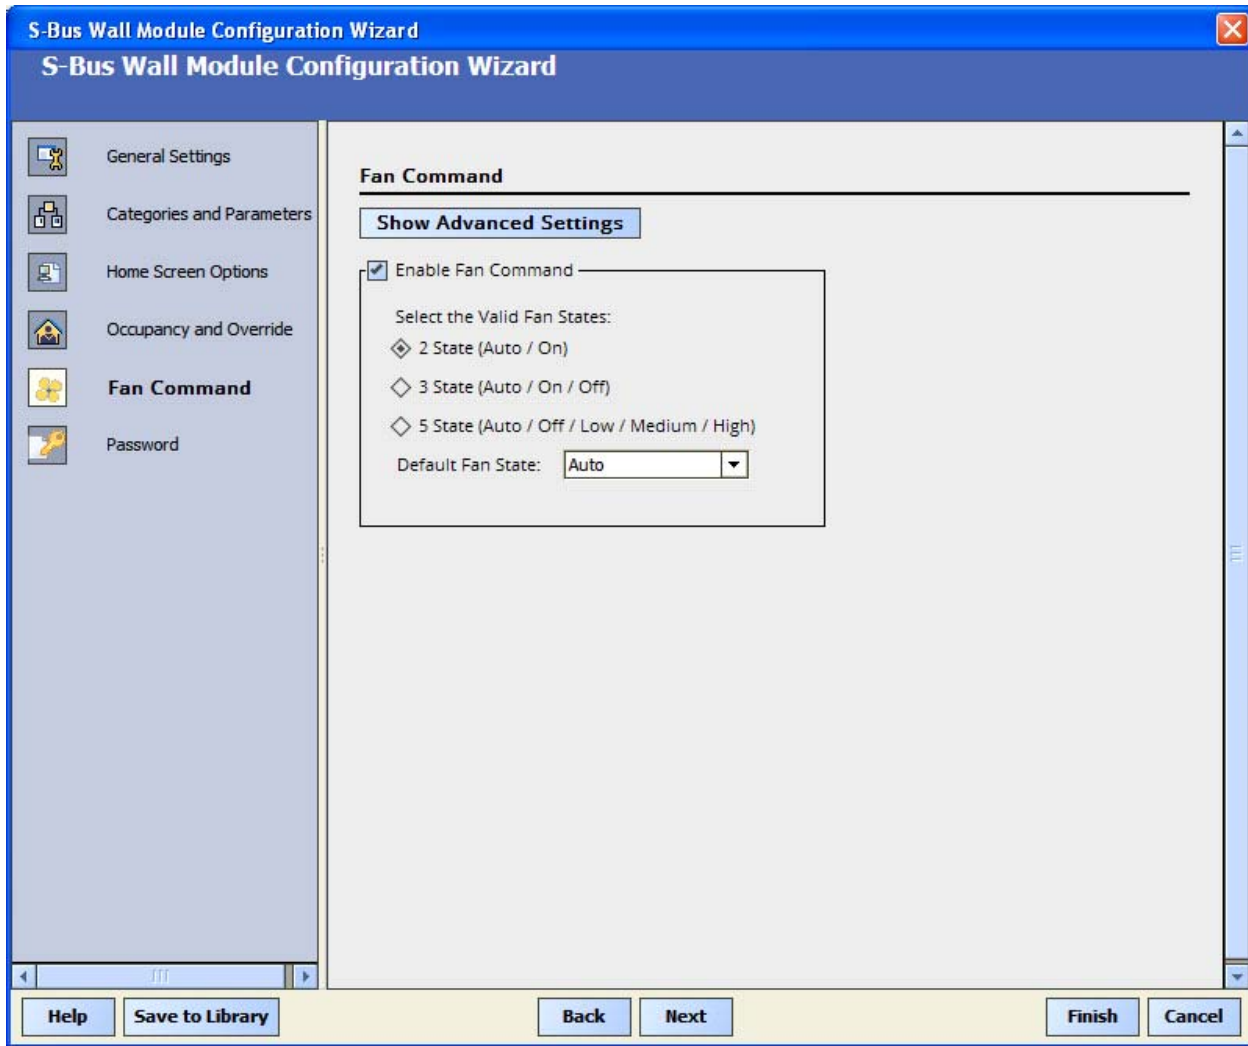 S-Bus Wall Module Configuration Wizard
S-Bus Wall Module Configuration Wizard
General Settings
Categories and Parameters
Home Screen Options
Occupancy and Override
Fan Command
Password
Fan Command
Show Advanced Settings
Enable Fan Command
Select the Valid Fan States:
2 State (Auto / On)
3 State (Auto / On / Off)
5 State (Auto / Off / Low / Medium / High)
Default Fan State: Auto
Help Save to Library Back Next Finish Cancel